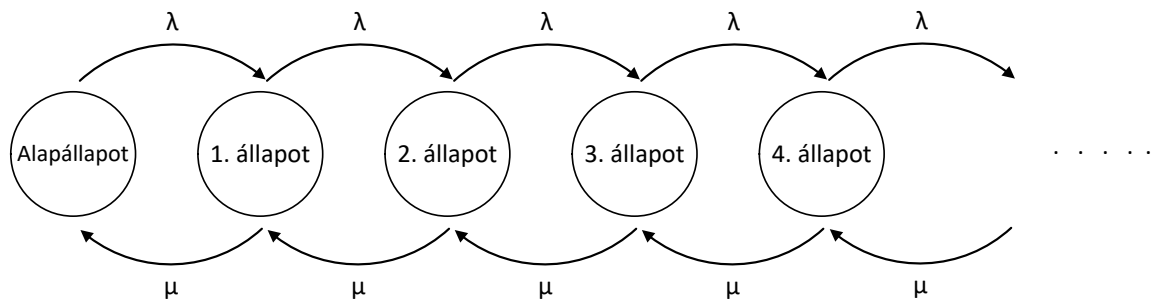 λ λ λ λ λ
Alapállapot 1. állapot 2. állapot 3. állapot 4. állapot . . . . .
μ μ μ μ μ